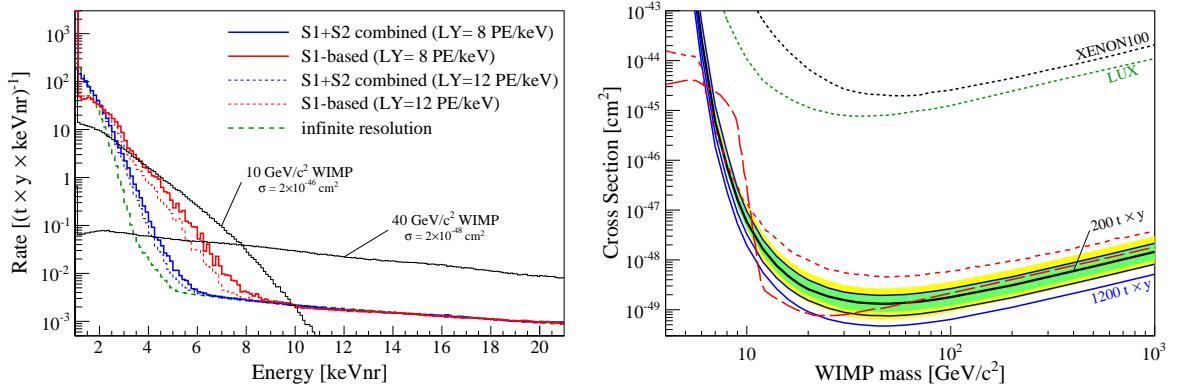 10³
10²
10
1
10⁻¹
10⁻²
10⁻³
Rate [(t × y × keVnr)⁻¹]
S1+S2 combined (LY= 8 PE/keV)
S1-based (LY= 8 PE/keV)
S1+S2 combined (LY=12 PE/keV)
S1-based (LY=12 PE/keV)
infinite resolution
10 GeV/c² WIMP
σ = 2×10⁻⁴⁶ cm²
40 GeV/c² WIMP
σ = 2×10⁻⁴⁸ cm²
2 4 6 8 10 12 14 16 18 20
Energy [keVnr]
10⁻⁴⁴
10⁻⁴⁵
10⁻⁴⁶
10⁻⁴⁷
10⁻⁴⁸
10⁻⁴⁹
Cross Section [cm²]
XENON100
LUX
200 t × y
1200 t × y
10 10² 10³
WIMP mass [GeV/c²]